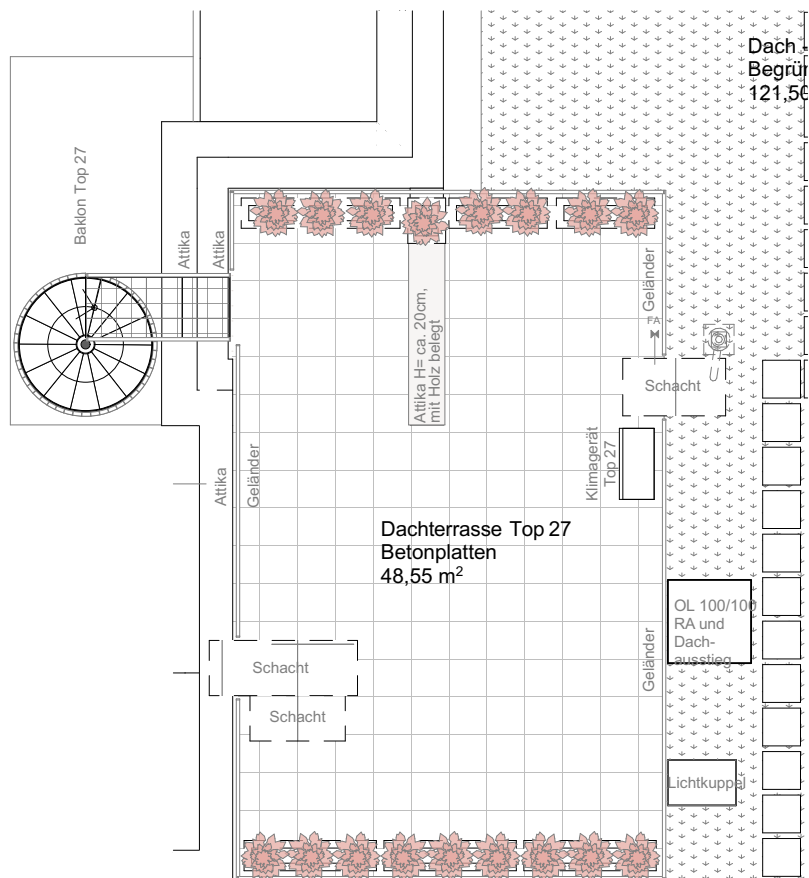 Dach -
Begrün
121,50
Baklon Top 27
Attika
Attika
Geländer
FA
Attika H= ca. 20cm,
mit Holz belegt
Schacht
Klimagerät
Top 27
Attika
Geländer
Dachterrasse Top 27
Betonplatten
48,55 m²
OL 100/100
RA und
Dach-
ausstieg
Geländer
Schacht
Schacht
Lichtkuppel